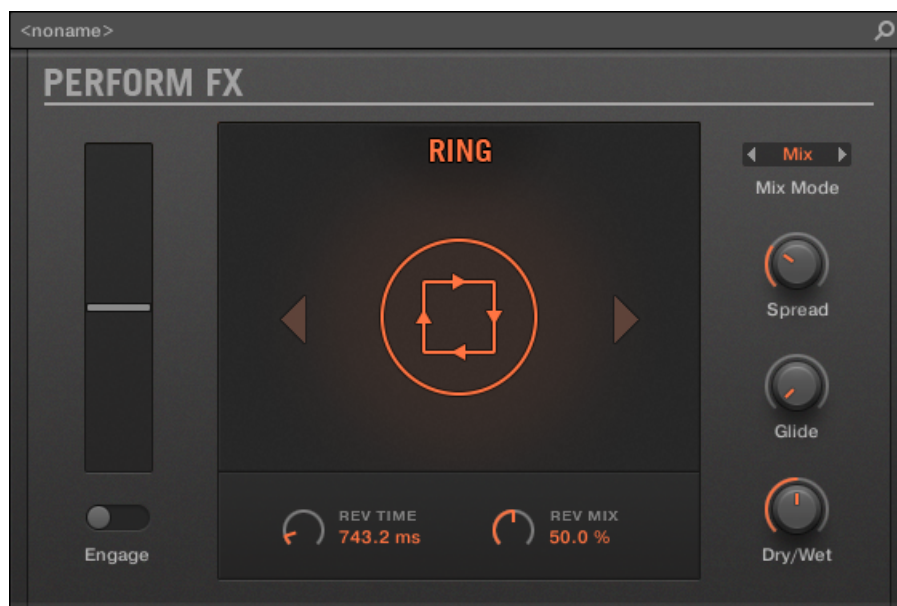 <noname>
PERFORM FX
RING
Mix
Mix Mode
Spread
Glide
REV TIME
743.2 ms
REV MIX
50.0 %
Engage
Dry/Wet